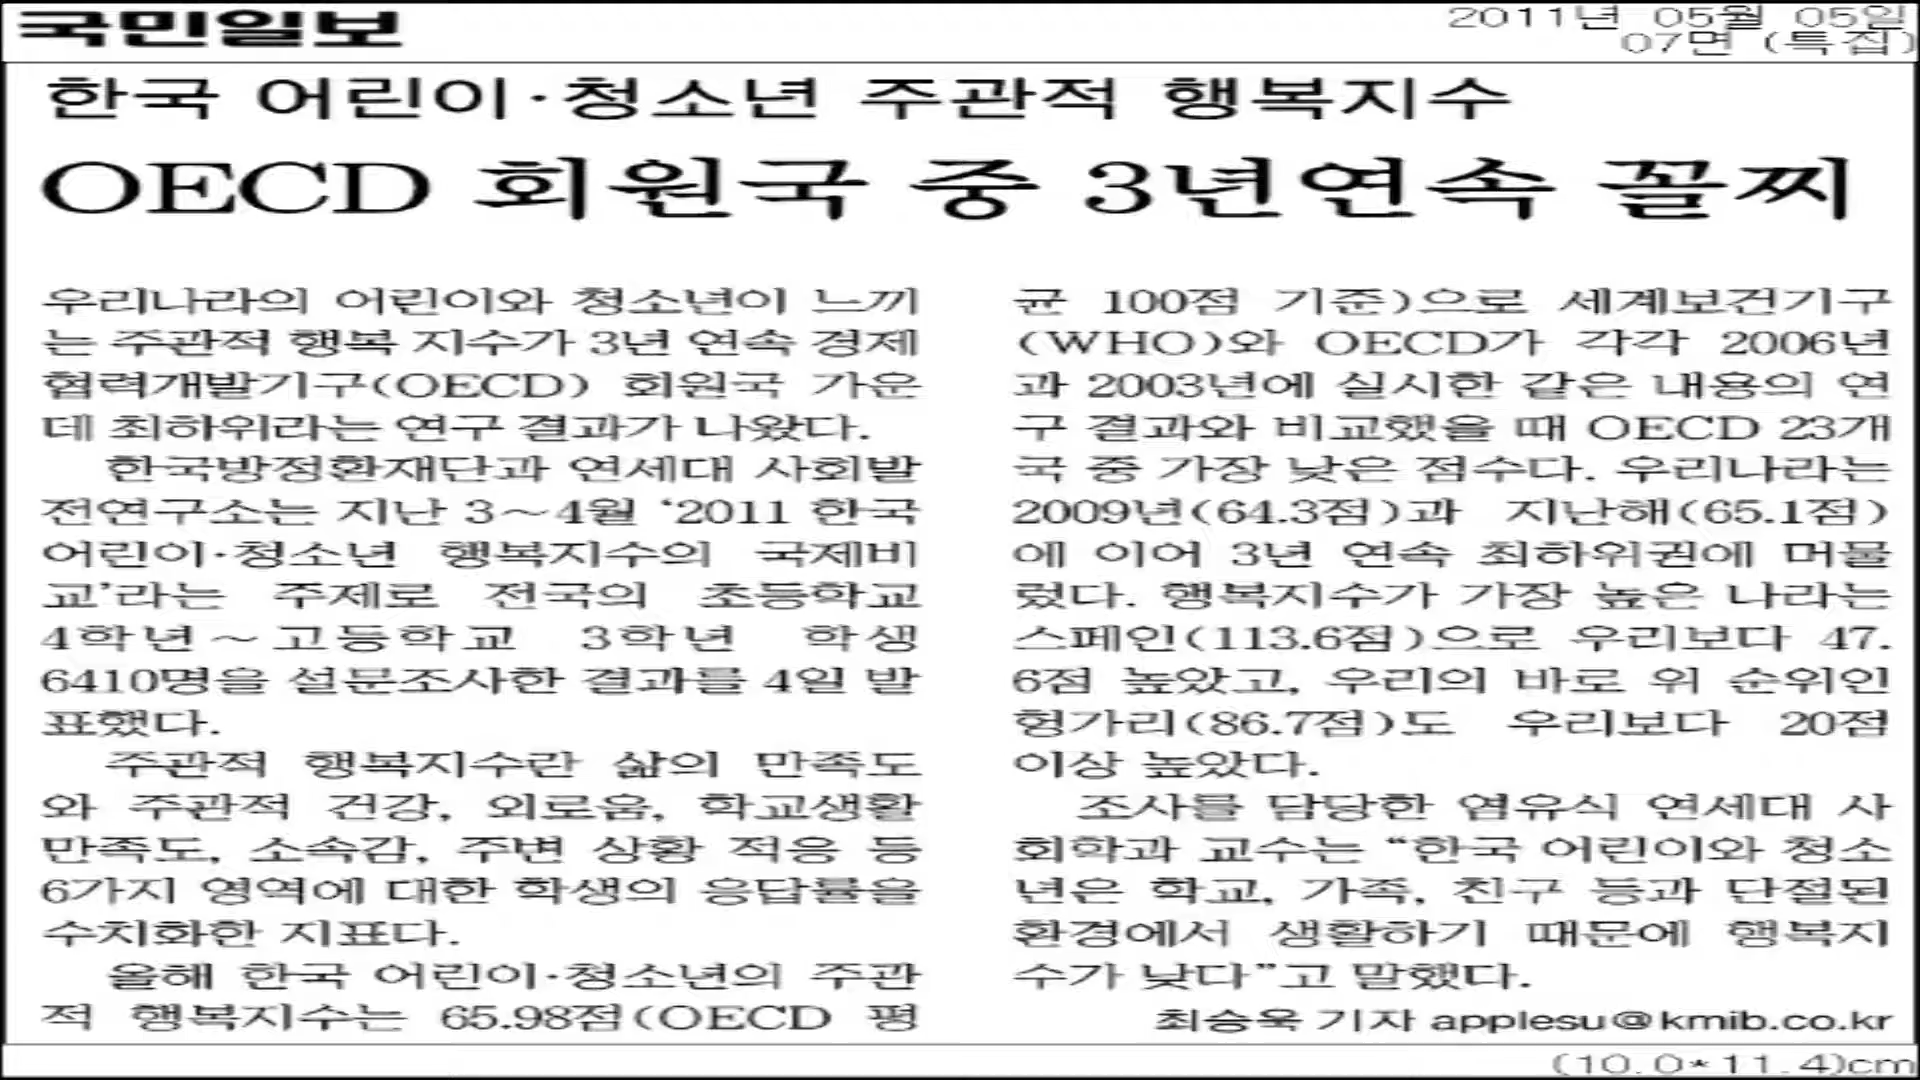 국민일보
2011년 05월 05일
07면 (특집)
한국 어린이·청소년 주관적 행복지수
OECD 회원국 중 3년연속 꼴찌
우리나라의 어린이와 청소년이 느끼
는 주관적 행복 지수가 3년 연속 경제
협력개발기구(OECD) 회원국 가운
데 최하위라는 연구 결과가 나왔다.
한국방정환재단과 연세대 사회발
전연구소는 지난 3~4월 ‘2011 한국
어린이·청소년 행복지수의 국제비
교’라는 주제로 전국의 초등학교
4학년~고등학교 3학년 학생
6410명을 설문조사한 결과를 4일 발
표했다.
주관적 행복지수란 삶의 만족도
와 주관적 건강, 외로움, 학교생활
만족도, 소속감, 주변 상황 적응 등
6가지 영역에 대한 학생의 응답률을
수치화한 지표다.
올해 한국 어린이·청소년의 주관
적 행복지수는 65.98점(OECD 평
균 100점 기준)으로 세계보건기구
(WHO)와 OECD가 각각 2006년
과 2003년에 실시한 같은 내용의 연
구 결과와 비교했을 때 OECD 23개
국 중 가장 낮은 점수다. 우리나라는
2009년(64.3점)과 지난해(65.1점)
에 이어 3년 연속 최하위권에 머물
렀다. 행복지수가 가장 높은 나라는
스페인(113.6점)으로 우리보다 47.
6점 높았고, 우리의 바로 위 순위인
헝가리(86.7점)도 우리보다 20점
이상 높았다.
조사를 담당한 염유식 연세대 사
회학과 교수는 “한국 어린이와 청소
년은 학교, 가족, 친구 등과 단절된
환경에서 생활하기 때문에 행복지
수가 낮다”고 말했다.
최승욱 기자 applesu@kmib.co.kr
(10.0*11.4)cm